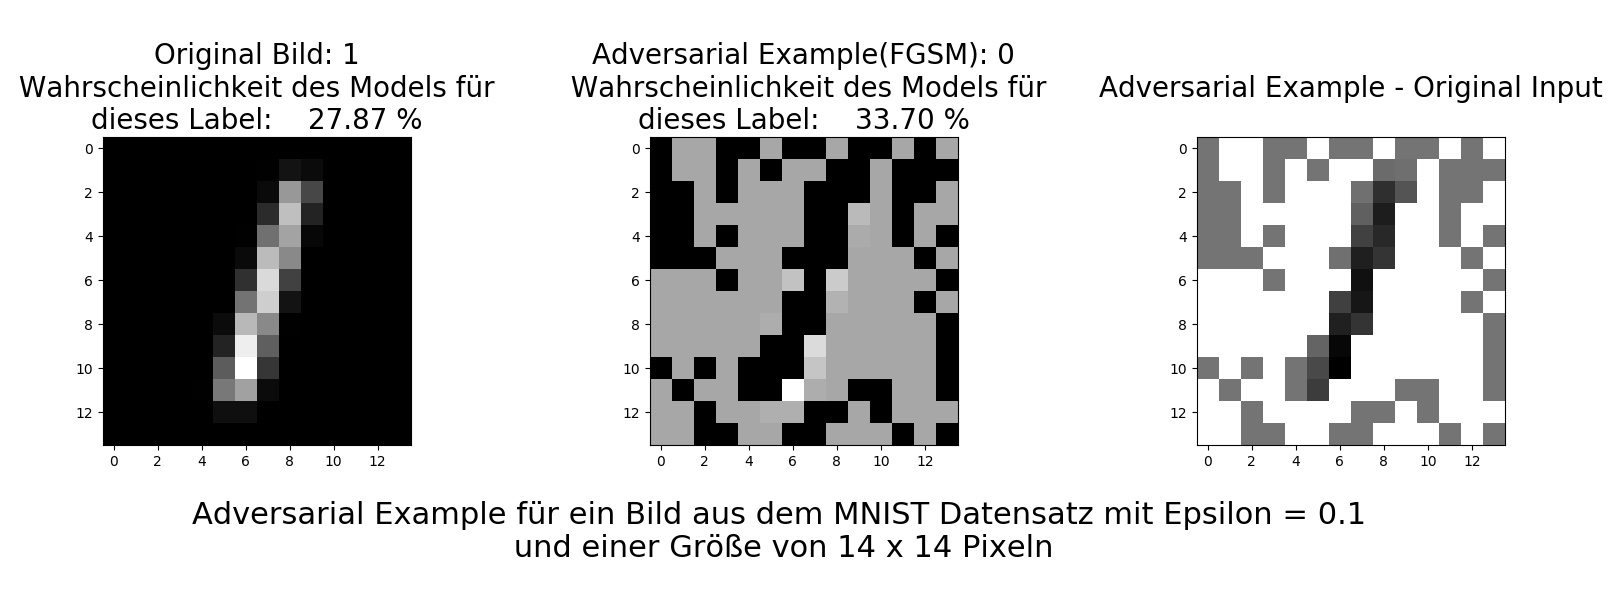 Original Bild: 1
Wahrscheinlichkeit des Models für
dieses Label: 27.87 %
0
2
4
6
8
10
12
0 2 4 6 8 10 12
Adversarial Example(FGSM): 0
Wahrscheinlichkeit des Models für
dieses Label: 33.70 %
0
2
4
6
8
10
12
0 2 4 6 8 10 12
Adversarial Example - Original Input
0
2
4
6
8
10
12
0 2 4 6 8 10 12
Adversarial Example für ein Bild aus dem MNIST Datensatz mit Epsilon = 0.1
und einer Größe von 14 x 14 Pixeln